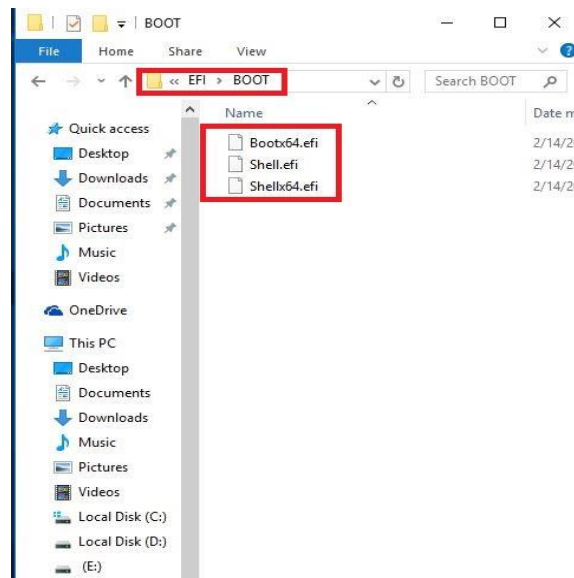 BOOT
File Home Share View
« EFI > BOOT Search BOOT
Name Date m
Quick access
Bootx64.efi 2/14/2
Desktop
Shell.efi 2/14/2
Downloads
Shellx64.efi 2/14/2
Documents
Pictures
Music
Videos
OneDrive
This PC
Desktop
Documents
Downloads
Music
Pictures
Videos
Local Disk (C:)
Local Disk (D:)
(E:)